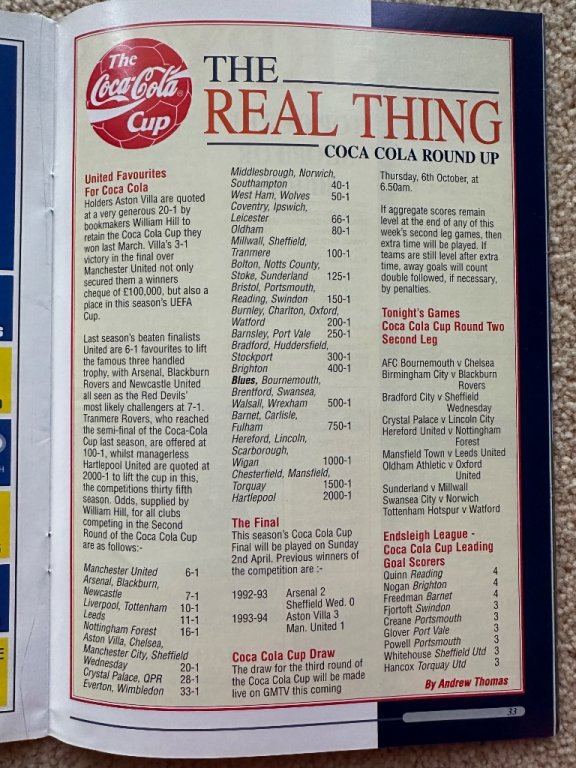 The
Coca-Cola
Cup
THE
REAL THING
COCA COLA ROUND UP
United Favourites
For Coca Cola
Holders Aston Villa are quoted
at a very generous 20-1 by
bookmakers William Hill to
retain the Coca Cola Cup they
won last March. Villa's 3-1
victory in the final over
Manchester United not only
secured them a winners
cheque of £100,000, but also a
place in this season's UEFA
Cup.
Last season's beaten finalists
United are 6-1 favourites to lift
the famous three handled
trophy, with Arsenal, Blackburn
Rovers and Newcastle United
all seen as the Red Devils'
most likely challengers at 7-1.
Tranmere Rovers, who reached
the semi-final of the Coca-Cola
Cup last season, are offered at
100-1, whilst managerless
Hartlepool United are quoted at
2000-1 to lift the cup in this,
the competitions thirty fifth
season. Odds, supplied by
William Hill, for all clubs
competing in the Second
Round of the Coca Cola Cup
are as follows:-
Manchester United 6-1
Arsenal, Blackburn,
Newcastle 7-1
Liverpool, Tottenham 10-1
Leeds 11-1
Nottingham Forest 16-1
Aston Villa, Chelsea,
Manchester City, Sheffield
Wednesday 20-1
Crystal Palace, QPR 28-1
Everton, Wimbledon 33-1
Middlesbrough, Norwich,
Southampton 40-1
West Ham, Wolves 50-1
Coventry, Ipswich,
Leicester 66-1
Oldham 80-1
Millwall, Sheffield,
Tranmere 100-1
Bolton, Notts County,
Stoke, Sunderland 125-1
Bristol, Portsmouth,
Reading, Swindon 150-1
Burnley, Charlton, Oxford,
Watford 200-1
Barnsley, Port Vale 250-1
Bradford, Huddersfield,
Stockport 300-1
Brighton 400-1
Blues, Bournemouth,
Brentford, Swansea,
Walsall, Wrexham 500-1
Barnet, Carlisle,
Fulham 750-1
Hereford, Lincoln,
Scarborough,
Wigan 1000-1
Chesterfield, Mansfield,
Torquay 1500-1
Hartlepool 2000-1
The Final
This season's Coca Cola Cup
Final will be played on Sunday
2nd April. Previous winners of
the competition are :-
1992-93 Arsenal 2
Sheffield Wed. 0
1993-94 Aston Villa 3
Man. United 1
Coca Cola Cup Draw
The draw for the third round of
the Coca Cola Cup will be made
live on GMTV this coming
Thursday, 6th October, at
6.50am.
If aggregate scores remain
level at the end of any of this
week's second leg games, then
extra time will be played. If
teams are still level after extra
time, away goals will count
double followed, if necessary,
by penalties.
Tonight's Games
Coca Cola Cup Round Two
Second Leg
AFC Bournemouth v Chelsea
Birmingham City v Blackburn
Rovers
Bradford City v Sheffield
Wednesday
Crystal Palace v Lincoln City
Hereford United v Nottingham
Forest
Mansfield Town v Leeds United
Oldham Athletic v Oxford
United
Sunderland v Millwall
Swansea City v Norwich
Tottenham Hotspur v Watford
Endsleigh League -
Coca Cola Cup Leading
Goal Scorers
Quinn Reading 4
Nogan Brighton 4
Freedman Barnet 4
Fjortoft Swindon 3
Creane Portsmouth 3
Glover Port Vale 3
Powell Portsmouth 3
Whitehouse Sheffield Utd 3
Hancox Torquay Utd 3
By Andrew Thomas
33